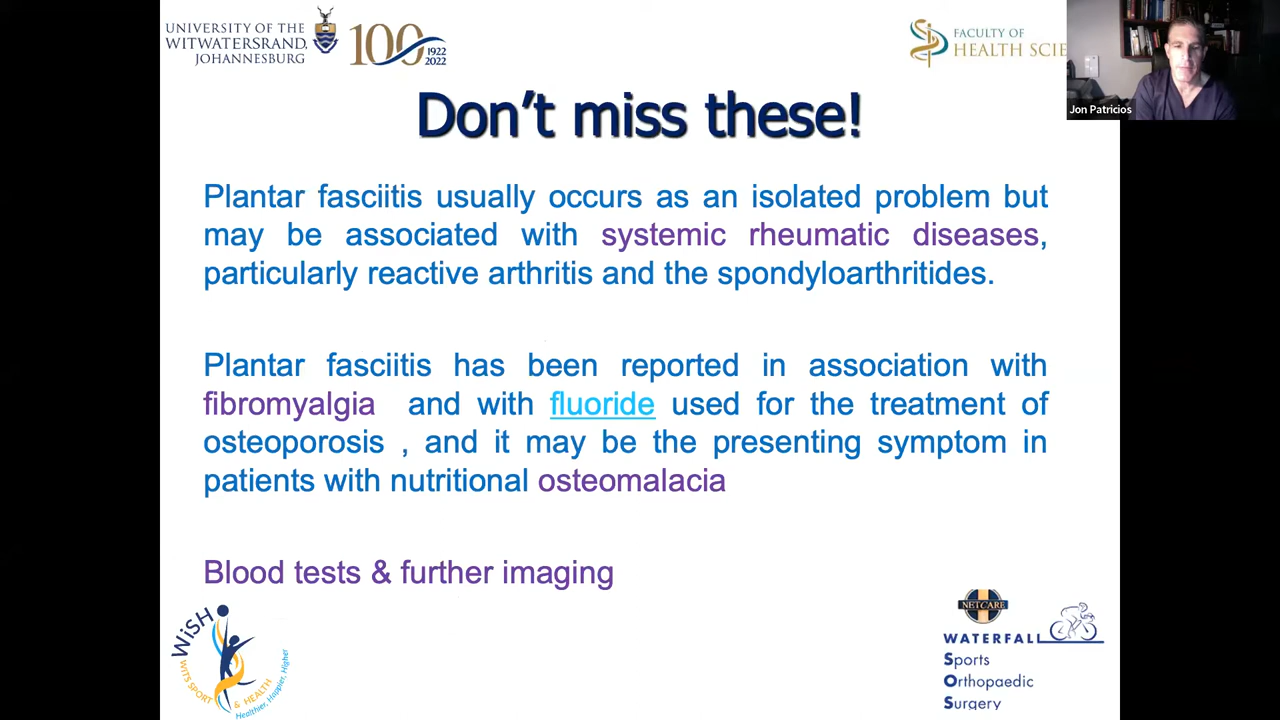 UNIVERSITY OF THE
WITWATERSRAND,
JOHANNESBURG
100 1922
2022
FACULTY OF
HEALTH SCIE
Jon Patricios
Don't miss these!
Plantar fasciitis usually occurs as an isolated problem but
may be associated with systemic rheumatic diseases,
particularly reactive arthritis and the spondyloarthritides.
Plantar fasciitis has been reported in association with
fibromyalgia and with fluoride used for the treatment of
osteoporosis , and it may be the presenting symptom in
patients with nutritional osteomalacia
Blood tests & further imaging
WiSH
WITS SPORT & HEALTH
Healthier, Happier, Higher
NETCARE
WATERFALL
Sports
Orthopaedic
Surgery